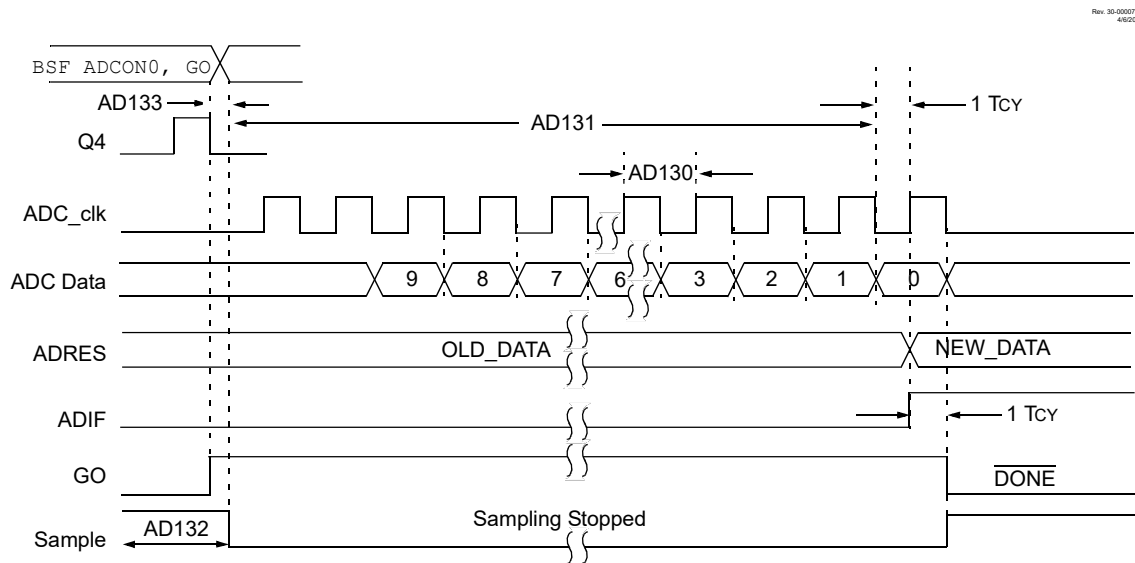 Rev. 30-00007
4/6/20
BSF ADCON0, GO
AD133
1 TCY
AD131
Q4
AD130
ADC_clk
ADC Data
9 8 7 6 3 2 1 0
ADRES
OLD_DATA
NEW_DATA
ADIF
1 TCY
GO
DONE
Sample
AD132
Sampling Stopped